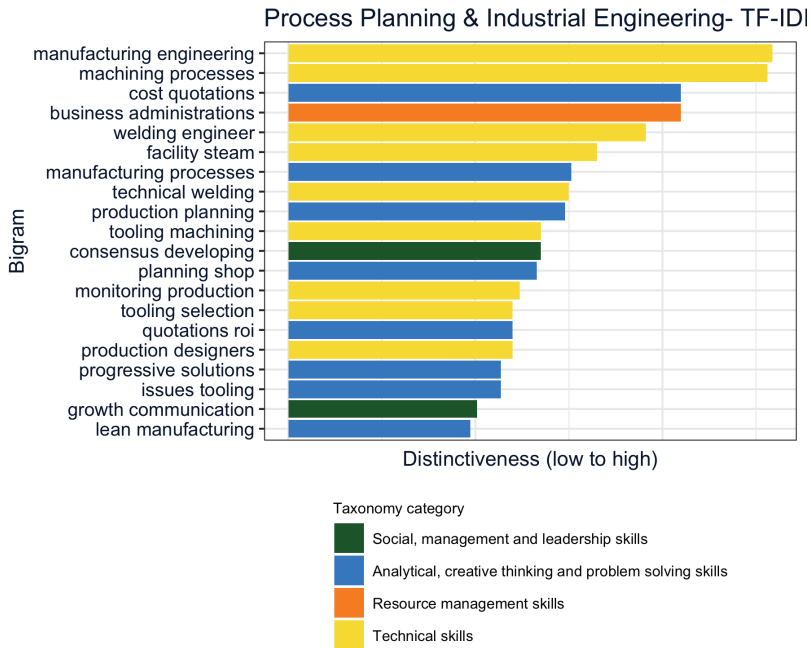 Process Planning & Industrial Engineering- TF-IDF
manufacturing engineering
machining processes
cost quotations
business administrations
welding engineer
facility steam
manufacturing processes
technical welding
production planning
tooling machining
consensus developing
planning shop
monitoring production
tooling selection
quotations roi
production designers
progressive solutions
issues tooling
growth communication
lean manufacturing
Bigram
Distinctiveness (low to high)
Taxonomy category
Social, management and leadership skills
Analytical, creative thinking and problem solving skills
Resource management skills
Technical skills